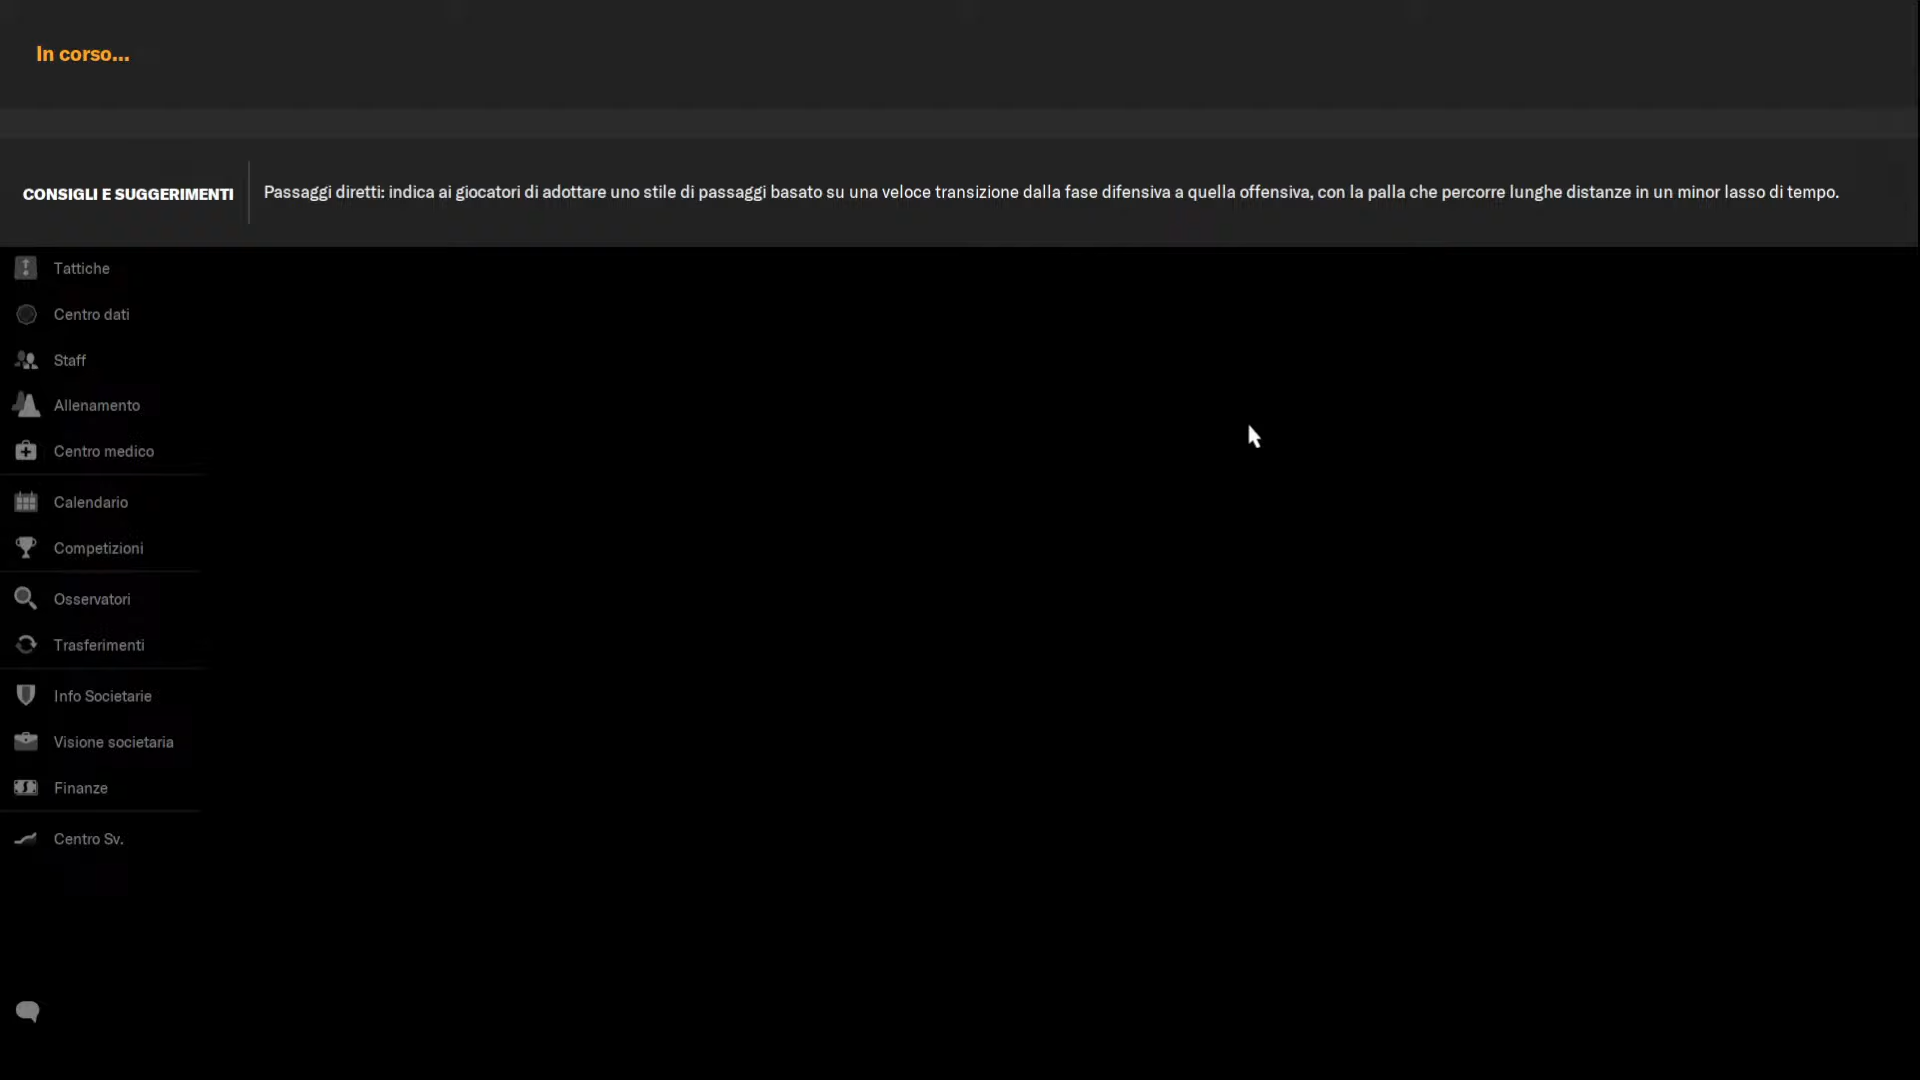 In corso...
CONSIGLI E SUGGERIMENTI
Passaggi diretti: indica ai giocatori di adottare uno stile di passaggi basato su una veloce transizione dalla fase difensiva a quella offensiva, con la palla che percorre lunghe distanze in un minor lasso di tempo.
Tattiche
Centro dati
Staff
Allenamento
Centro medico
Calendario
Competizioni
Osservatori
Trasferimenti
Info Societarie
Visione societaria
Finanze
Centro Sv.